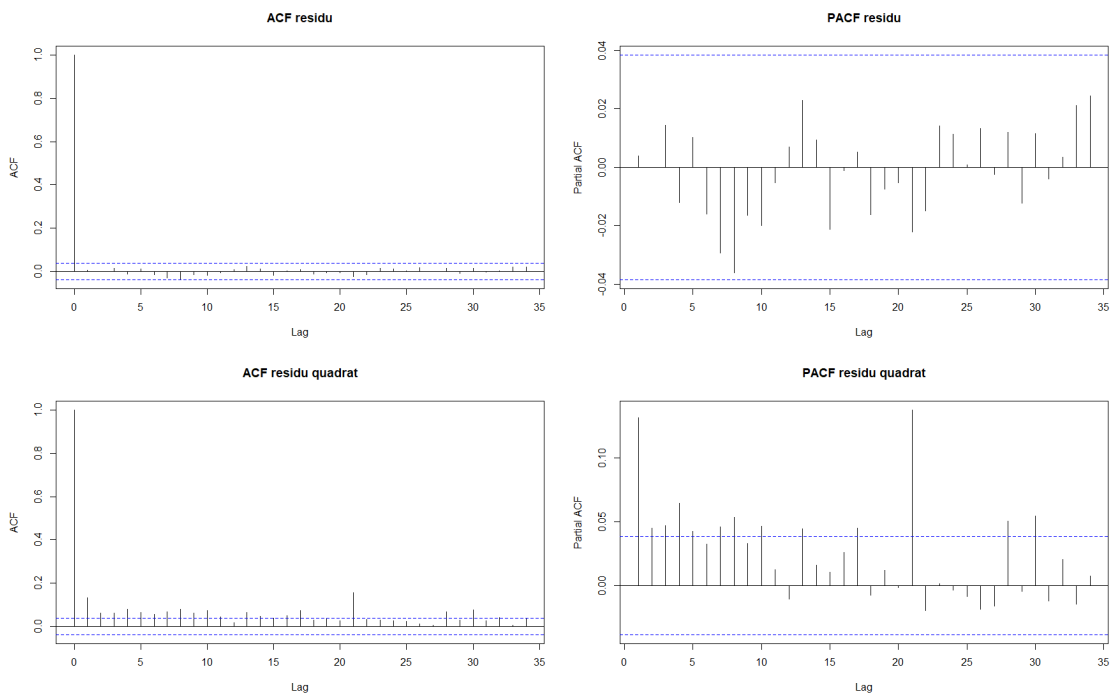 ACF residu
ACF
1.0
0.8
0.6
0.4
0.2
0.0
0 5 10 15 20 25 30 35
Lag
PACF residu
Partial ACF
0.04
0.02
0.00
-0.02
-0.04
0 5 10 15 20 25 30 35
Lag
ACF residu quadrat
ACF
1.0
0.8
0.6
0.4
0.2
0.0
0 5 10 15 20 25 30 35
Lag
PACF residu quadrat
Partial ACF
0.10
0.05
0.00
0 5 10 15 20 25 30 35
Lag